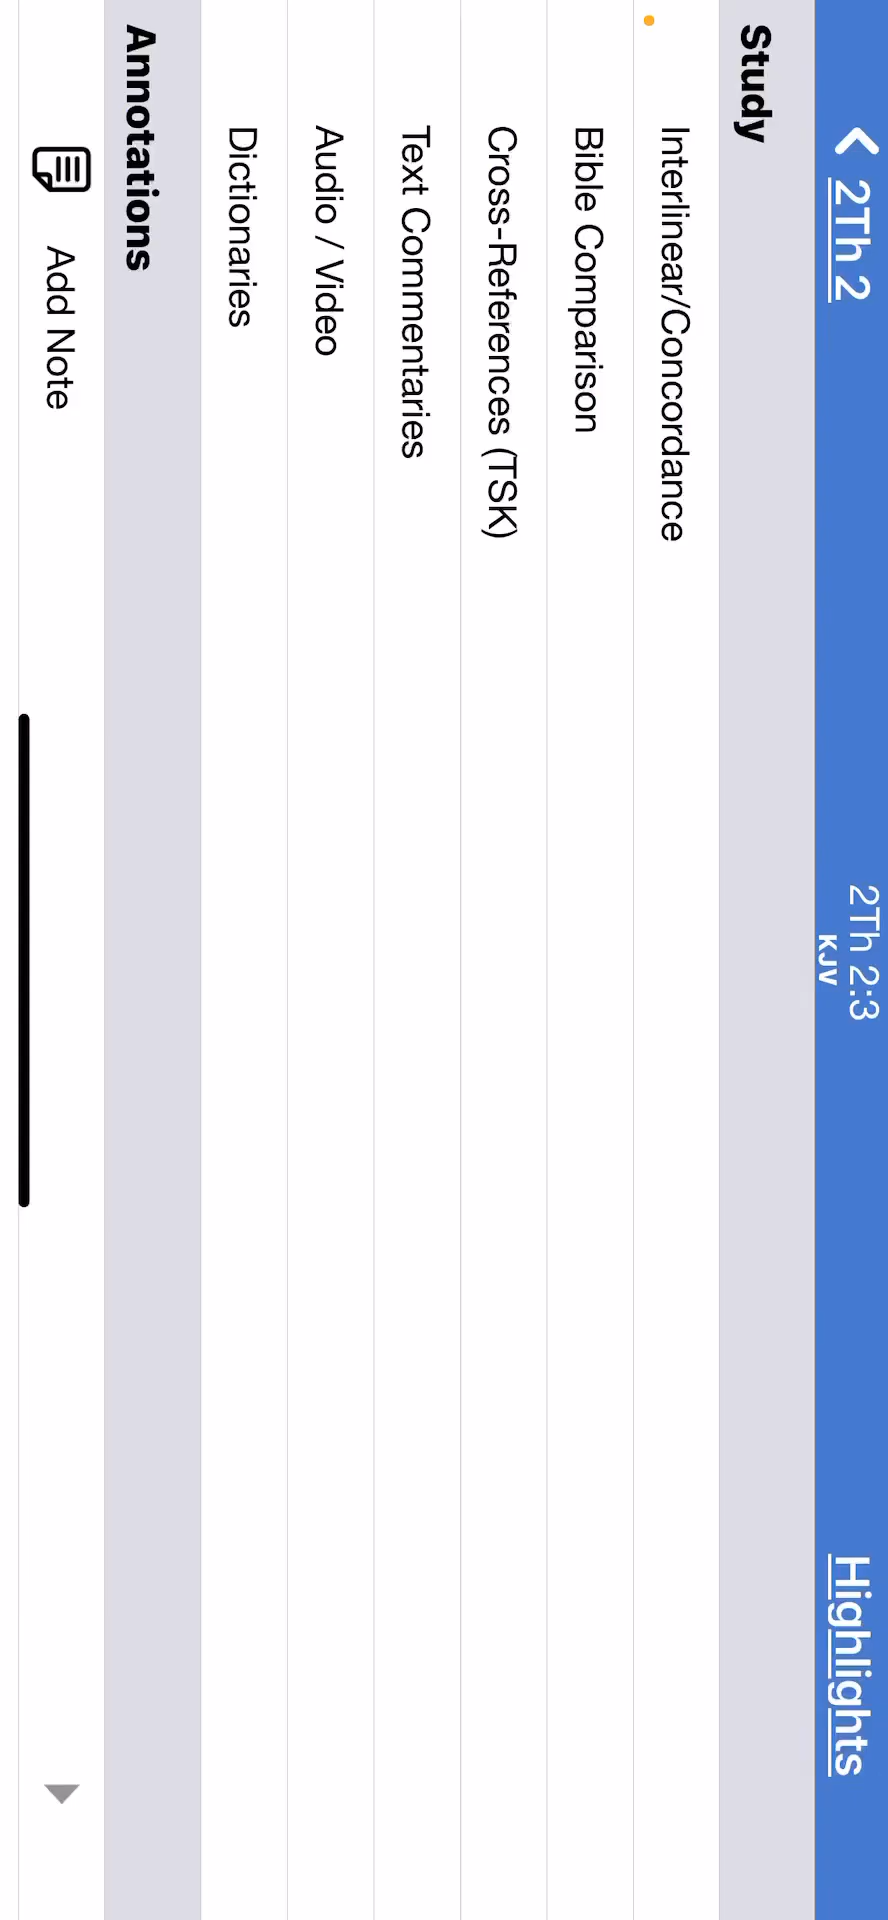 2Th 2
2Th 2:3
KJV
Highlights
Study
Interlinear/Concordance
Bible Comparison
Cross-References (TSK)
Text Commentaries
Audio / Video
Dictionaries
Annotations
Add Note